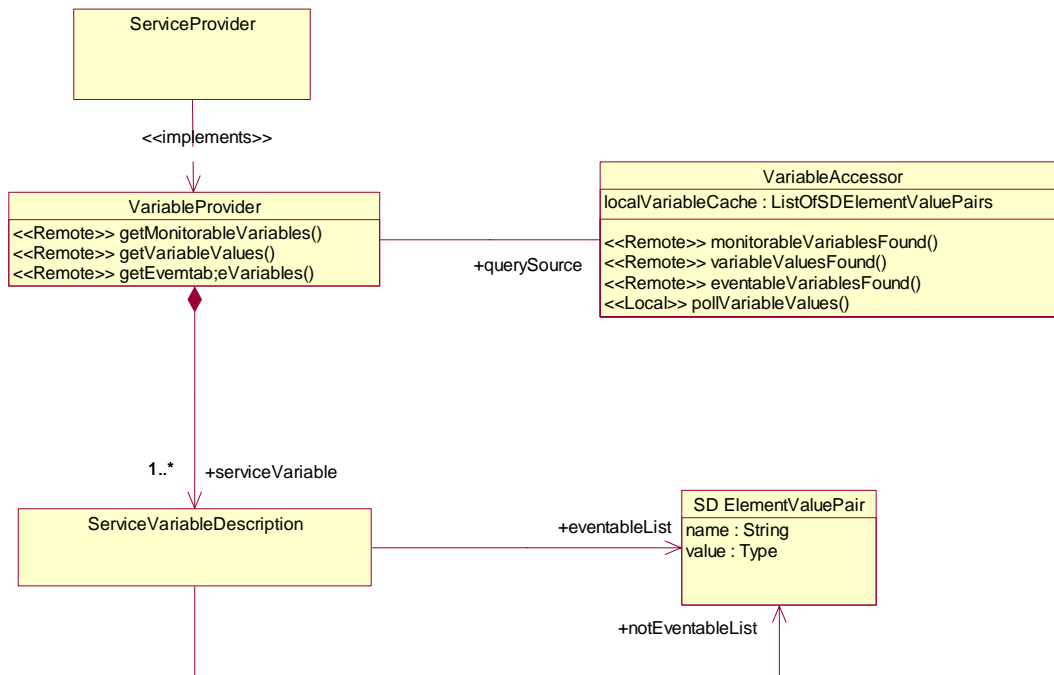 ServiceProvider
<<implements>>
VariableProvider
<<Remote>> getMonitorableVariables()
<<Remote>> getVariableValues()
<<Remote>> getEvemtab;eVariables()
+querySource
VariableAccessor
localVariableCache : ListOfSDElementValuePairs
<<Remote>> monitorableVariablesFound()
<<Remote>> variableValuesFound()
<<Remote>> eventableVariablesFound()
<<Local>> pollVariableValues()
1..*
+serviceVariable
ServiceVariableDescription
+eventableList
SD ElementValuePair
name : String
value : Type
+notEventableList